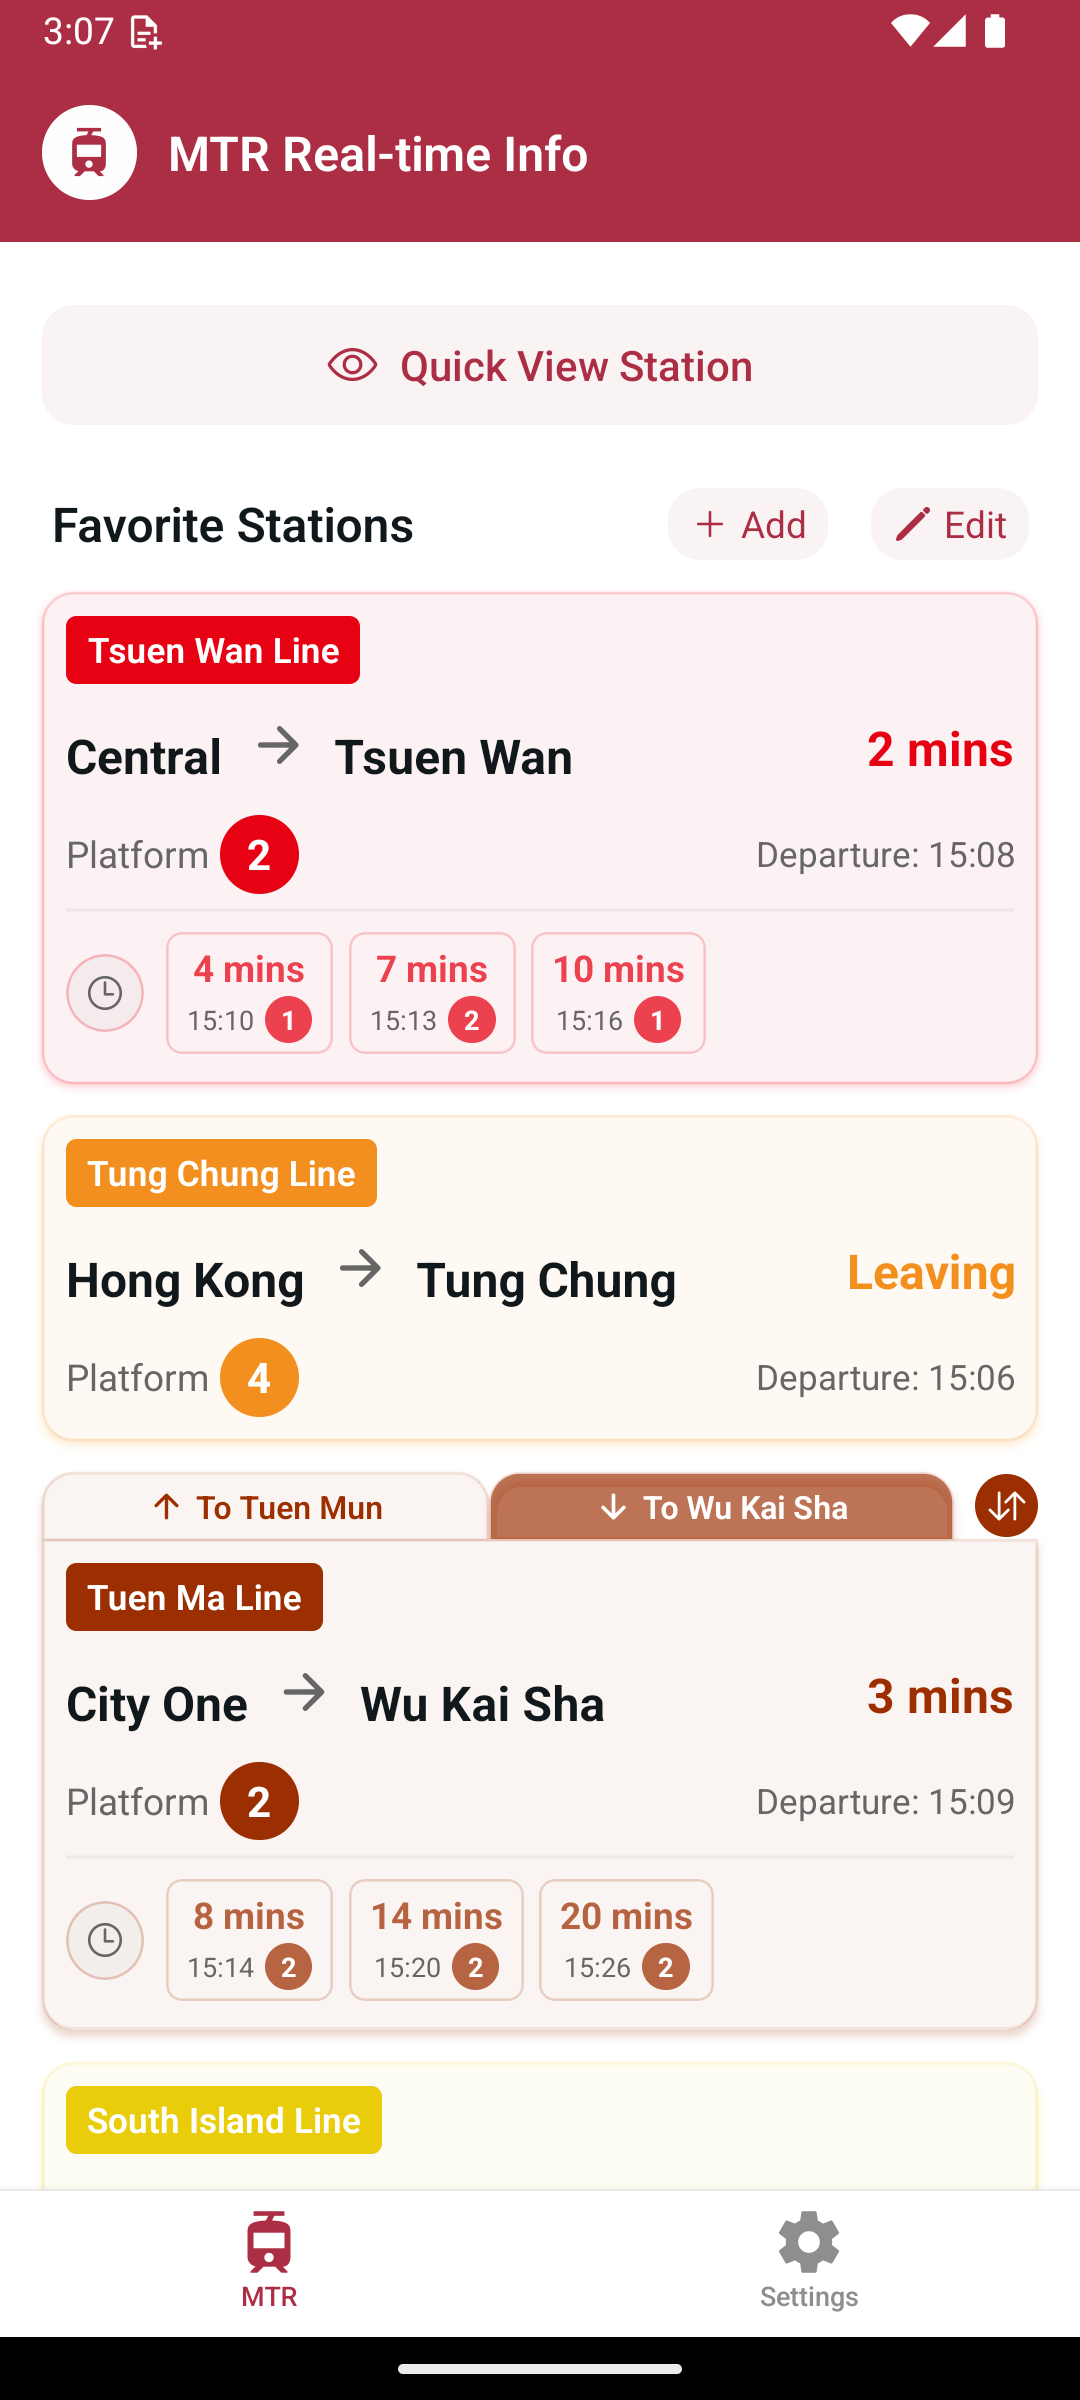 3:07
MTR Real-time Info
Quick View Station
Favorite Stations
Add
Edit
Tsuen Wan Line
Central → Tsuen Wan
2 mins
Platform 2
Departure: 15:08
4 mins
15:10 1
7 mins
15:13 2
10 mins
15:16 1
Tung Chung Line
Hong Kong → Tung Chung
Leaving
Platform 4
Departure: 15:06
↑ To Tuen Mun
↓ To Wu Kai Sha
Tuen Ma Line
City One → Wu Kai Sha
3 mins
Platform 2
Departure: 15:09
8 mins
15:14 2
14 mins
15:20 2
20 mins
15:26 2
South Island Line
MTR
Settings